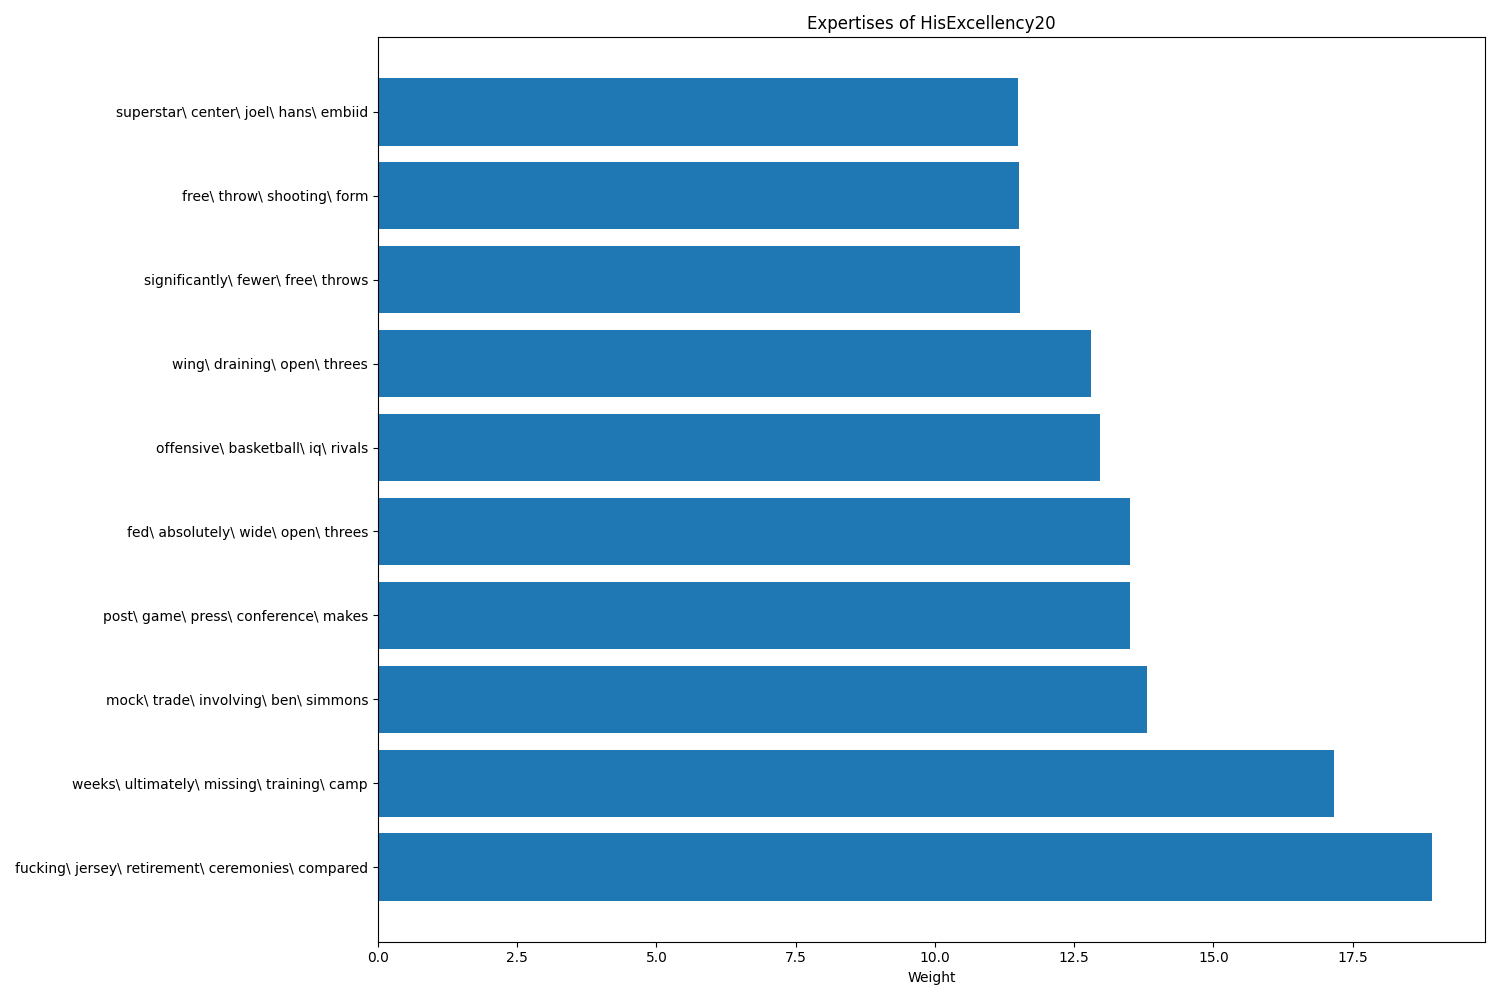 Expertises of HisExcellency20
superstar\ center\ joel\ hans\ embiid
free\ throw\ shooting\ form
significantly\ fewer\ free\ throws
wing\ draining\ open\ threes
offensive\ basketball\ iq\ rivals
fed\ absolutely\ wide\ open\ threes
post\ game\ press\ conference\ makes
mock\ trade\ involving\ ben\ simmons
weeks\ ultimately\ missing\ training\ camp
fucking\ jersey\ retirement\ ceremonies\ compared
0.0 2.5 5.0 7.5 10.0 12.5 15.0 17.5
Weight